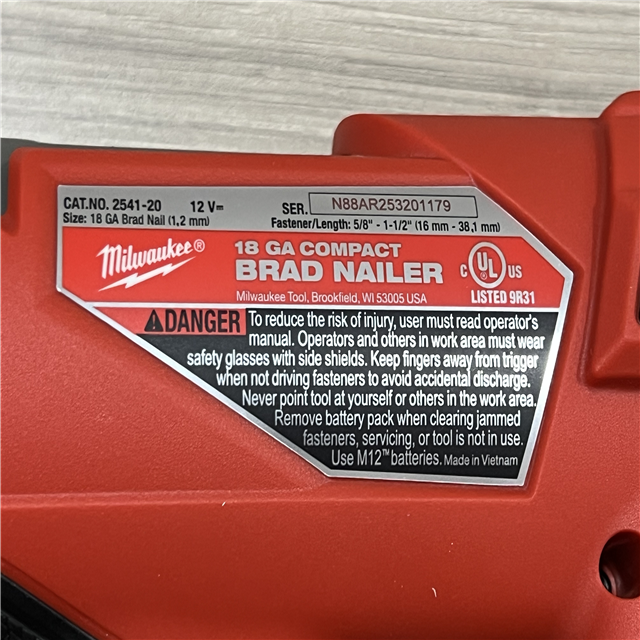 CAT.NO. 2541-20 12 V⎓ SER. N88AR253201179
Size: 18 GA Brad Nail (1,2 mm) Fastener/Length: 5/8" - 1-1/2" (16 mm - 38,1 mm)
Milwaukee®
18 GA COMPACT
BRAD NAILER
Milwaukee Tool, Brookfield, WI 53005 USA
C UL® US
LISTED 9R31
DANGER To reduce the risk of injury, user must read operator's
manual. Operators and others in work area must wear
safety glasses with side shields. Keep fingers away from trigger
when not driving fasteners to avoid accidental discharge.
Never point tool at yourself or others in the work area.
Remove battery pack when clearing jammed
fasteners, servicing, or tool is not in use.
Use M12™ batteries. Made in Vietnam